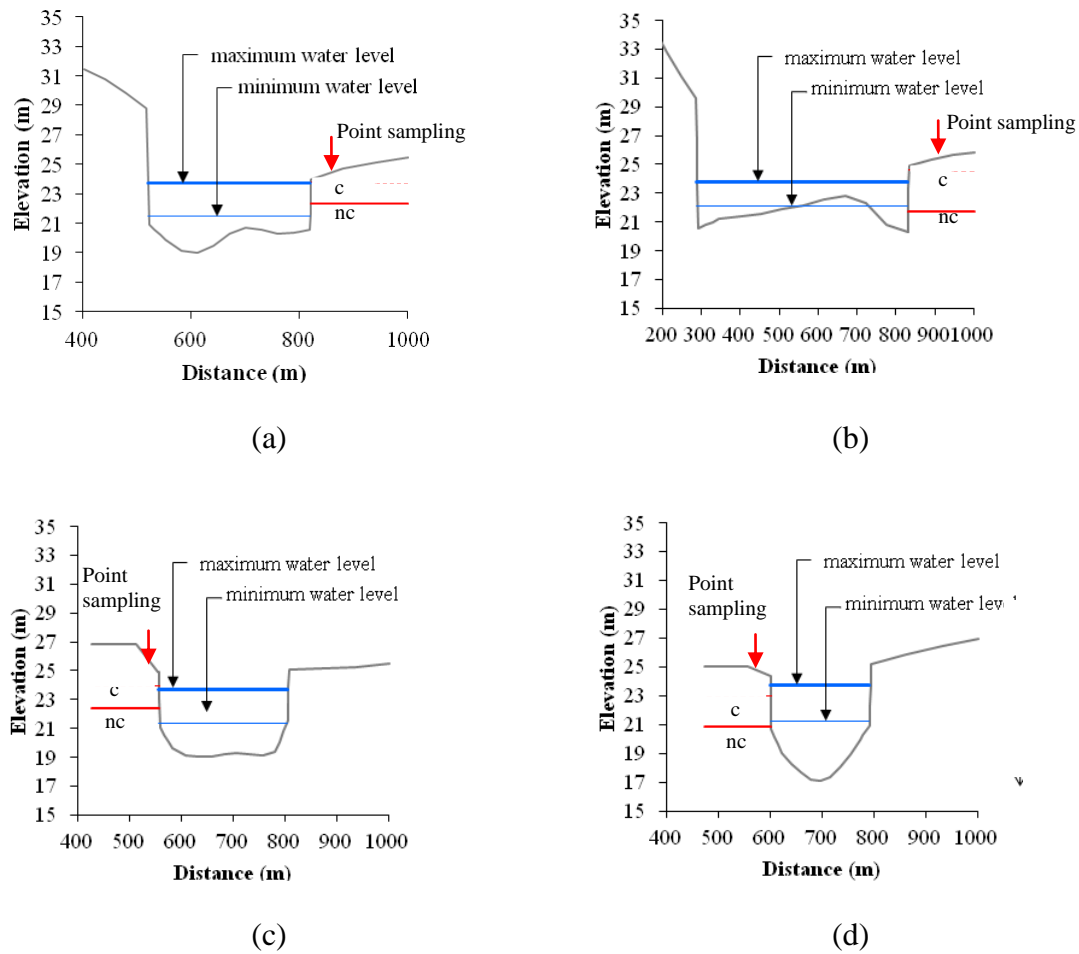 35
33
31
29
27
25
23
21
19
17
15
Elevation (m)
maximum water level
minimum water level
Point sampling
c
nc
400
600
800
1000
Distance (m)
(a)
35
33
31
29
27
25
23
21
19
17
15
Elevation (m)
maximum water level
minimum water level
Point sampling
c
nc
200 300 400 500 600 700 800 9001000
Distance (m)
(b)
35
33
31
29
27
25
23
21
19
17
15
Elevation (m)
Point
sampling
maximum water level
minimum water level
c
nc
400 500 600 700 800 900 1000
Distance (m)
(c)
35
33
31
29
27
25
23
21
19
17
15
Elevation (m)
Point
sampling
maximum water level
minimum water
c
nc
400 500 600 700 800 1000
Distance (m)
(d)